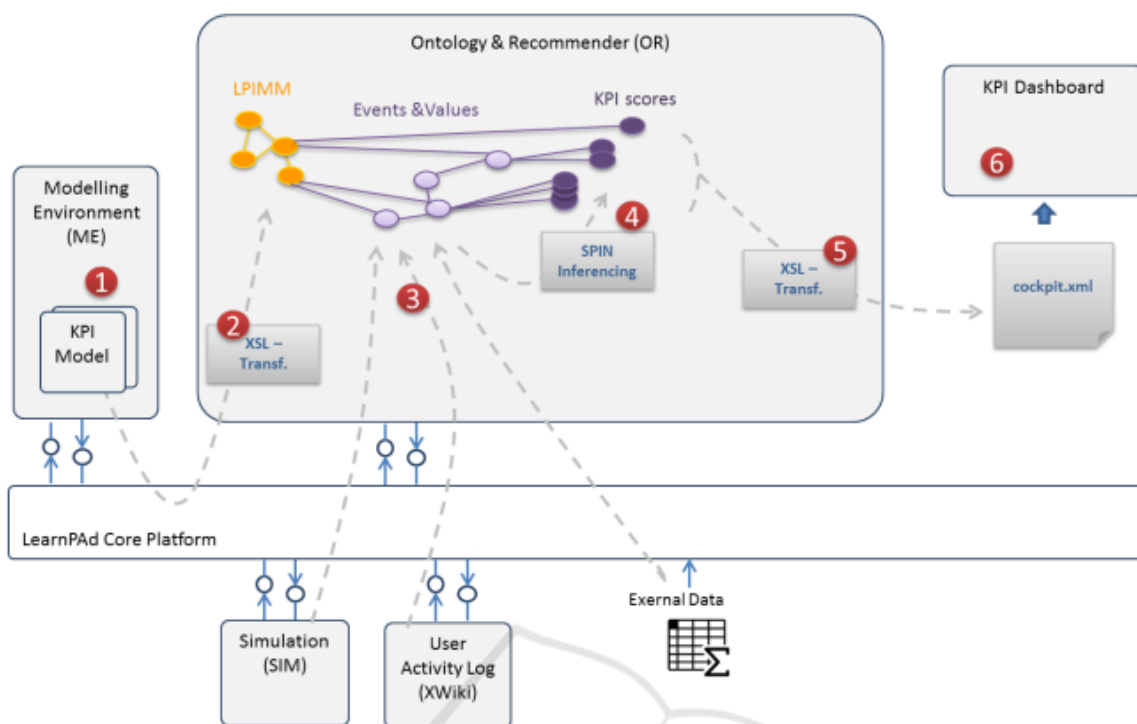 Ontology & Recommender (OR)
LPIMM
Events &Values
KPI scores
KPI Dashboard
6
Modelling
Environment
(ME)
1
KPI
Model
2
XSL –
Transf.
3
4
SPIN
Inferencing
5
XSL –
Transf.
cockpit.xml
LearnPAd Core Platform
Simulation
(SIM)
User
Activity Log
(XWiki)
Exernal Data
Σ